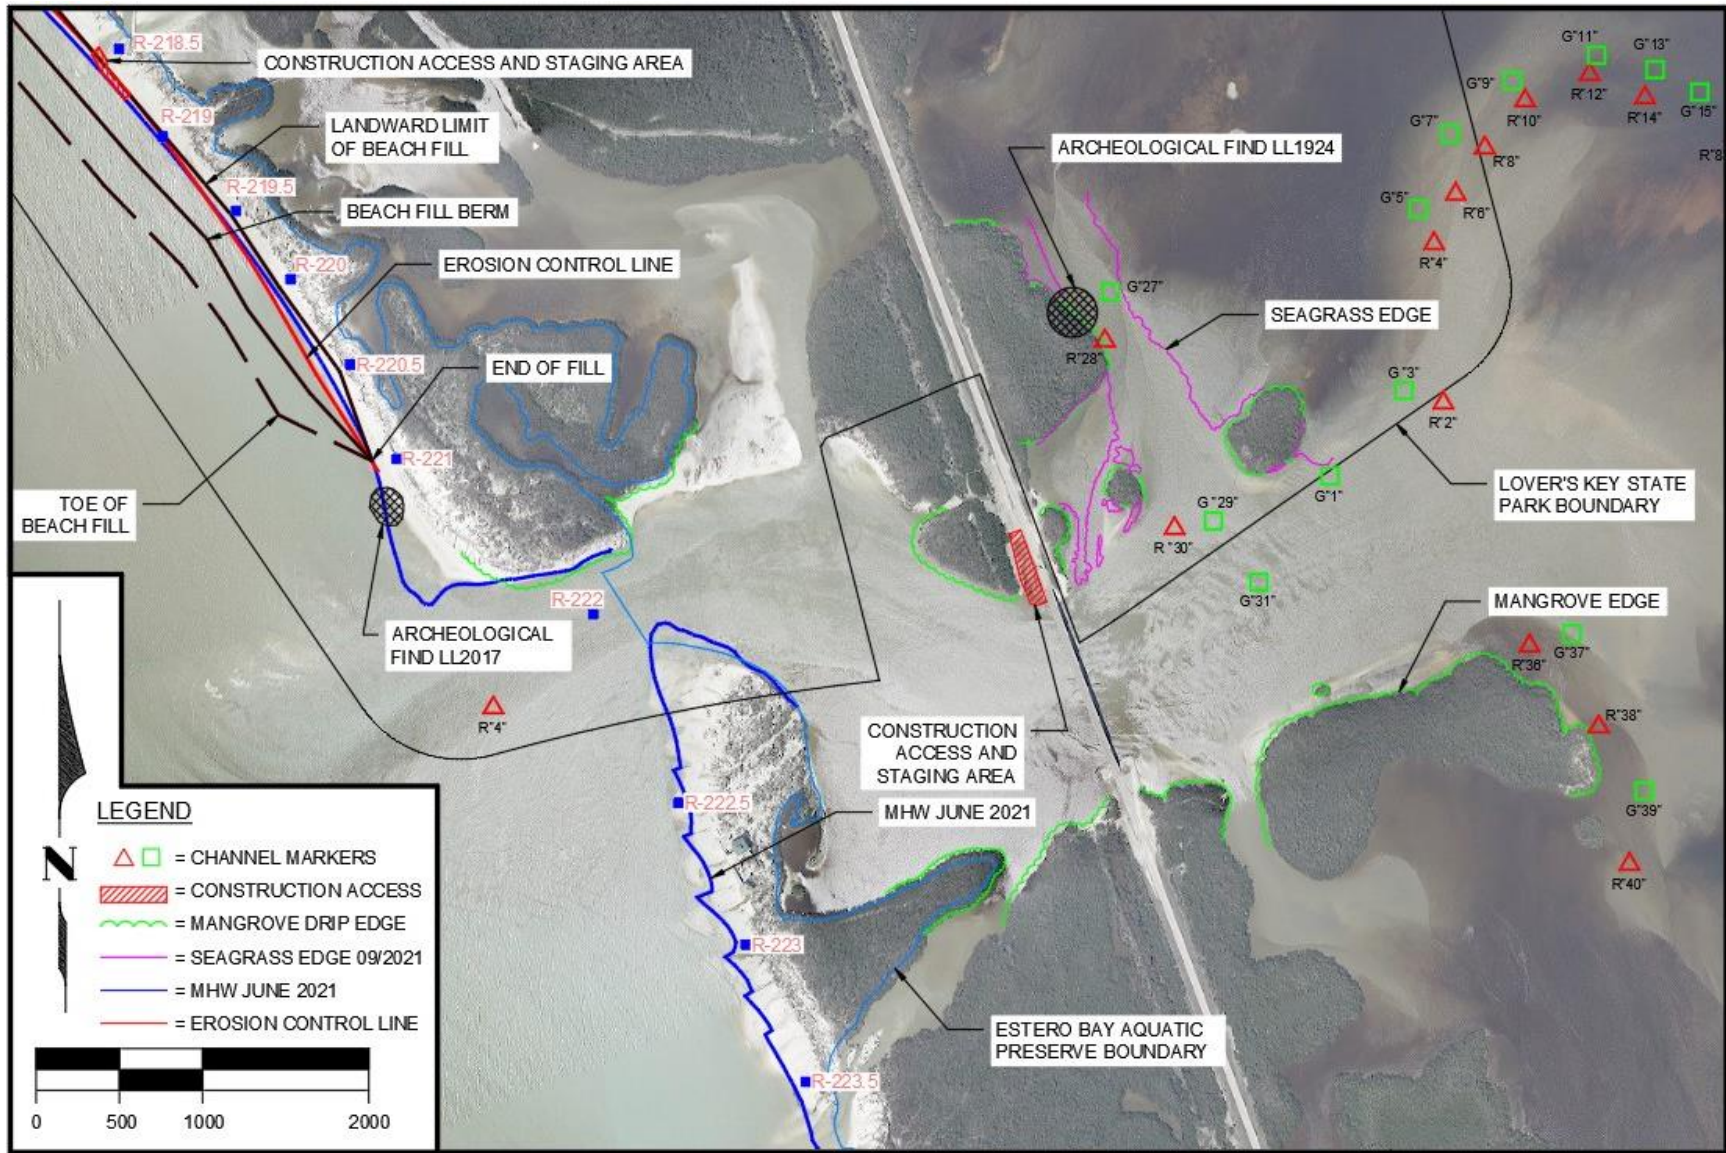 R-218.5
CONSTRUCTION ACCESS AND STAGING AREA
R-219
LANDWARD LIMIT
OF BEACH FILL
R-219.5
BEACH FILL BERM
R-220
EROSION CONTROL LINE
R-220.5
END OF FILL
R-221
TOE OF
BEACH FILL
ARCHEOLOGICAL
FIND LL2017
R-222
R"4"
R-222.5
MHW JUNE 2021
R-223
R-223.5
CONSTRUCTION
ACCESS AND
STAGING AREA
ESTERO BAY AQUATIC
PRESERVE BOUNDARY
ARCHEOLOGICAL FIND LL1924
G"27"
R"28"
SEAGRASS EDGE
G"11"
G"13"
G"9"
R"12"
G"15"
R"10"
R"14"
G"7"
R"8"
R"8
G"5"
R"6"
R"4"
G"3"
R"2"
G"1"
LOVER'S KEY STATE
PARK BOUNDARY
G"29"
R "30"
G"31"
MANGROVE EDGE
G"37"
R"36"
R"38"
G"39"
R"40"
LEGEND
= CHANNEL MARKERS
= CONSTRUCTION ACCESS
= MANGROVE DRIP EDGE
= SEAGRASS EDGE 09/2021
= MHW JUNE 2021
= EROSION CONTROL LINE
N
0 500 1000 2000